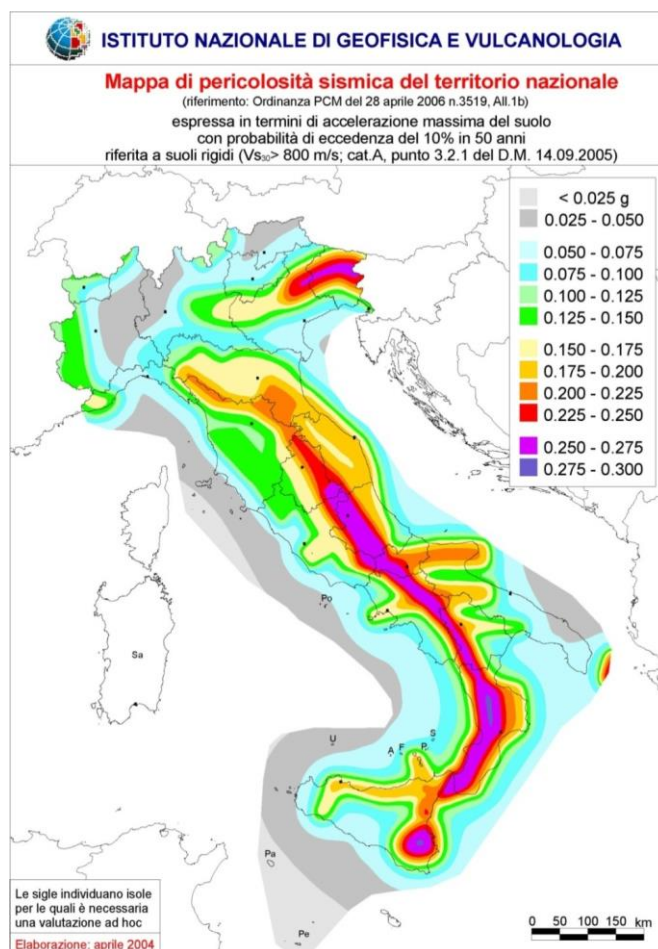 ISTITUTO NAZIONALE DI GEOFISICA E VULCANOLOGIA
Mappa di pericolosità sismica del territorio nazionale
(riferimento: Ordinanza PCM del 28 aprile 2006 n.3519, All.1b)
espressa in termini di accelerazione massima del suolo
con probabilità di eccedenza del 10% in 50 anni
riferita a suoli rigidi (Vs₃₀> 800 m/s; cat.A, punto 3.2.1 del D.M. 14.09.2005)
< 0.025 g
0.025 - 0.050
0.050 - 0.075
0.075 - 0.100
0.100 - 0.125
0.125 - 0.150
0.150 - 0.175
0.175 - 0.200
0.200 - 0.225
0.225 - 0.250
0.250 - 0.275
0.275 - 0.300
Po
Sa
U
A
F
P
S
Pa
Pe
Le sigle individuano isole
per le quali è necessaria
una valutazione ad hoc
Elaborazione: aprile 2004
0 50 100 150 km